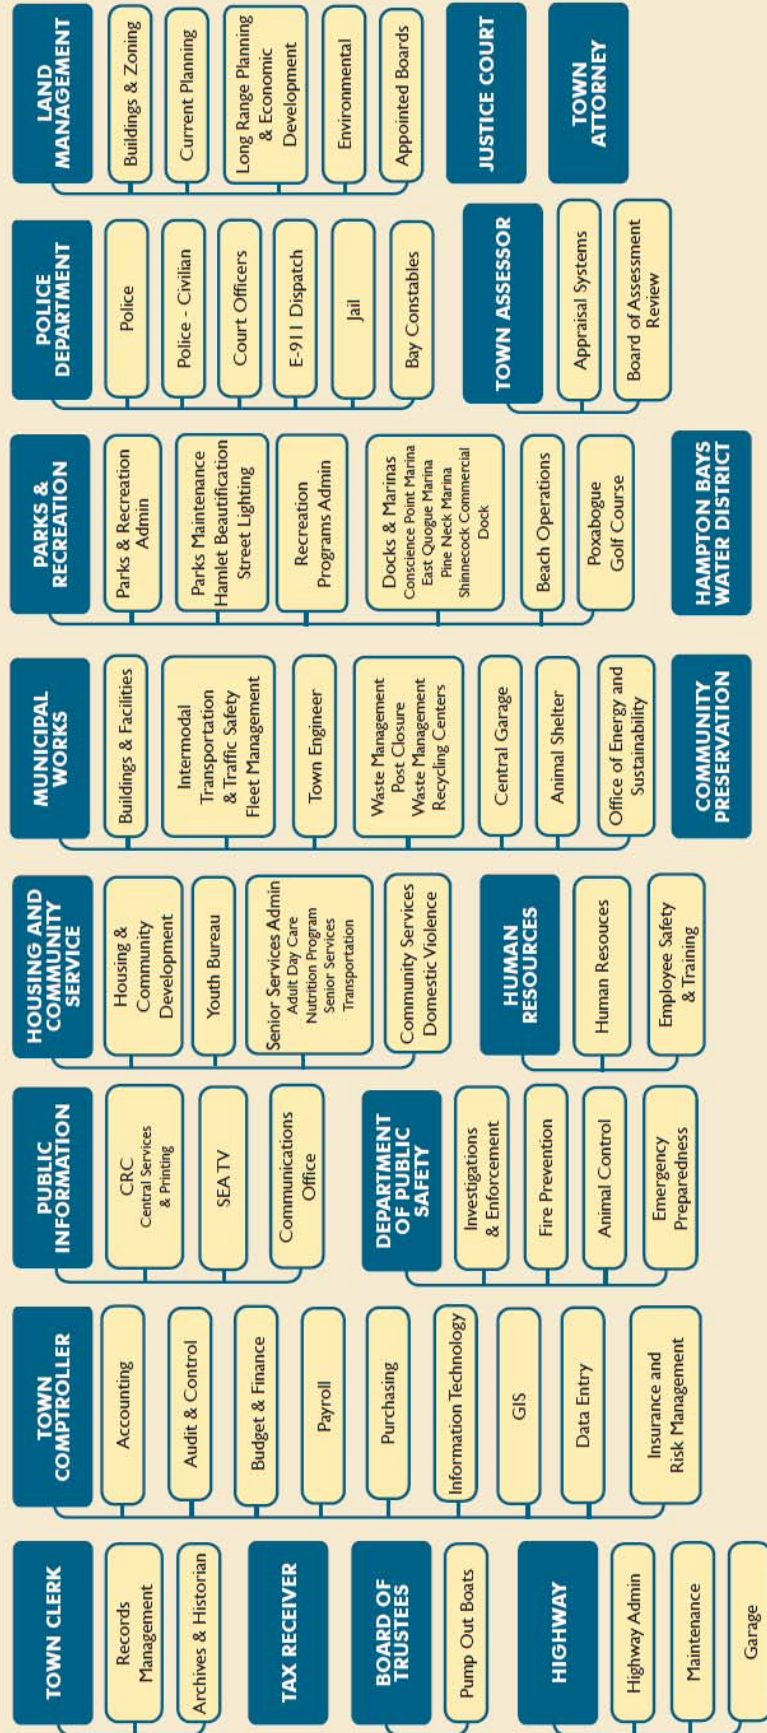 TOWN CLERK
Records
Management
Archives & Historian
TAX RECEIVER
BOARD OF
TRUSTEES
Pump Out Boats
HIGHWAY
Highway Admin
Maintenance
Garage
TOWN
COMPTROLLER
Accounting
Audit & Control
Budget & Finance
Payroll
Purchasing
Information Technology
GIS
Data Entry
Insurance and
Risk Management
PUBLIC
INFORMATION
CRC
Central Services
& Printing
SEA TV
Communications
Office
DEPARTMENT
OF PUBLIC
SAFETY
Investigations
& Enforcement
Fire Prevention
Animal Control
Emergency
Preparedness
HOUSING AND
COMMUNITY
SERVICE
Housing &
Community
Development
Youth Bureau
Senior Services Admin
Adult Day Care
Nutrition Program
Senior Services
Transportation
Community Services
Domestic Violence
HUMAN
RESOURCES
Human Resouces
Employee Safety
& Training
MUNICIPAL
WORKS
Buildings & Facilities
Intermodal
Transportation
& Traffic Safety
Fleet Management
Town Engineer
Waste Management
Post Closure
Waste Management
Recycling Centers
Central Garage
Animal Shelter
Office of Energy and
Sustainability
COMMUNITY
PRESERVATION
PARKS &
RECREATION
Parks & Recreation
Admin
Parks Maintenance
Hamlet Beautification
Street Lighting
Recreation
Programs Admin
Docks & Marinas
Conscience Point Marina
East Quogue Marina
Pine Neck Marina
Shinnecock Commercial
Dock
Beach Operations
Poxabogue
Golf Course
HAMPTON BAYS
WATER DISTRICT
POLICE
DEPARTMENT
Police
Police - Civilian
Court Officers
E-911 Dispatch
Jail
Bay Constables
TOWN ASSESSOR
Appraisal Systems
Board of Assessment
Review
LAND
MANAGEMENT
Buildings & Zoning
Current Planning
Long Range Planning
& Economic
Development
Environmental
Appointed Boards
JUSTICE COURT
TOWN
ATTORNEY